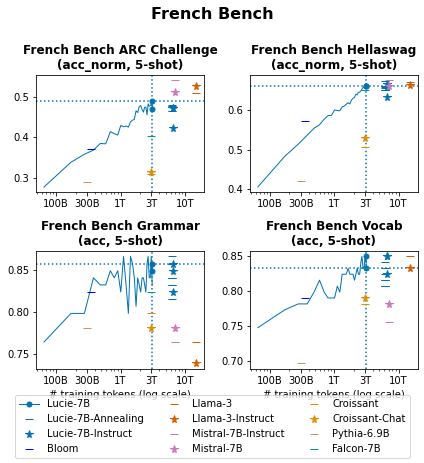 French Bench
French Bench ARC Challenge
(acc_norm, 5-shot)
French Bench Hellaswag
(acc_norm, 5-shot)
0.5
0.4
0.3
100B 300B 1T 3T 10T
0.6
0.5
0.4
100B 300B 1T 3T 10T
French Bench Grammar
(acc, 5-shot)
French Bench Vocab
(acc, 5-shot)
0.85
0.80
0.75
100B 300B 1T 3T 10T
# training tokens (log scale)
0.85
0.80
0.75
0.70
100B 300B 1T 3T 10T
# training tokens (log scale)
Lucie-7B
Lucie-7B-Annealing
Lucie-7B-Instruct
Bloom
Llama-3
Llama-3-Instruct
Mistral-7B-Instruct
Mistral-7B
Croissant
Croissant-Chat
Pythia-6.9B
Falcon-7B